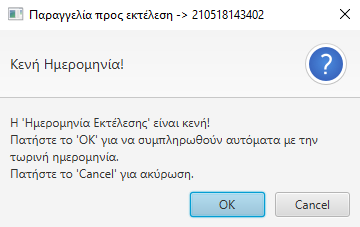 Παραγγελία προς εκτέλεση -> 210518143402
Κενή Ημερομηνία!
Η 'Ημερομηνία Εκτέλεσης' είναι κενή!
Πατήστε το 'OK' για να συμπληρωθούν αυτόματα με την
τωρινή ημερομηνία.
Πατήστε το 'Cancel' για ακύρωση.
OK
Cancel